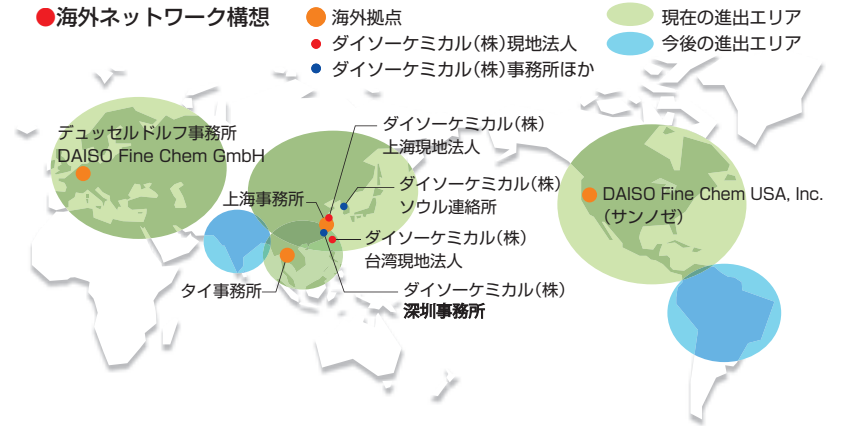 ●海外ネットワーク構想
海外拠点
ダイソーケミカル(株)現地法人
ダイソーケミカル(株)事務所ほか
現在の進出エリア
今後の進出エリア
デュッセルドルフ事務所
DAISO Fine Chem GmbH
ダイソーケミカル(株)
上海現地法人
ダイソーケミカル(株)
ソウル連絡所
上海事務所
ダイソーケミカル(株)
台湾現地法人
タイ事務所
ダイソーケミカル(株)
深圳事務所
DAISO Fine Chem USA, Inc.
(サンノゼ)